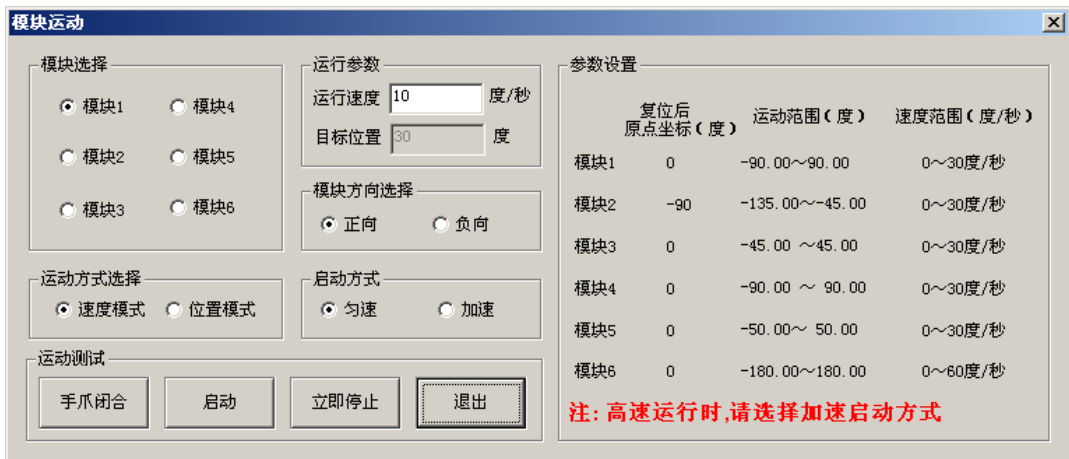 模块运动
模块选择
模块1 模块4
模块2 模块5
模块3 模块6
运行参数
运行速度 10 度/秒
目标位置 30 度
模块方向选择
正向 负向
运动方式选择
速度模式 位置模式
启动方式
匀速 加速
运动测试
手爪闭合 启动 立即停止 退出
参数设置
复位后
原点坐标(度) 运动范围(度) 速度范围(度/秒)
模块1 0 -90.00～90.00 0～30度/秒
模块2 -90 -135.00～-45.00 0～30度/秒
模块3 0 -45.00 ～45.00 0～30度/秒
模块4 0 -90.00 ～ 90.00 0～30度/秒
模块5 0 -50.00～ 50.00 0～30度/秒
模块6 0 -180.00～180.00 0～60度/秒
注: 高速运行时,请选择加速启动方式